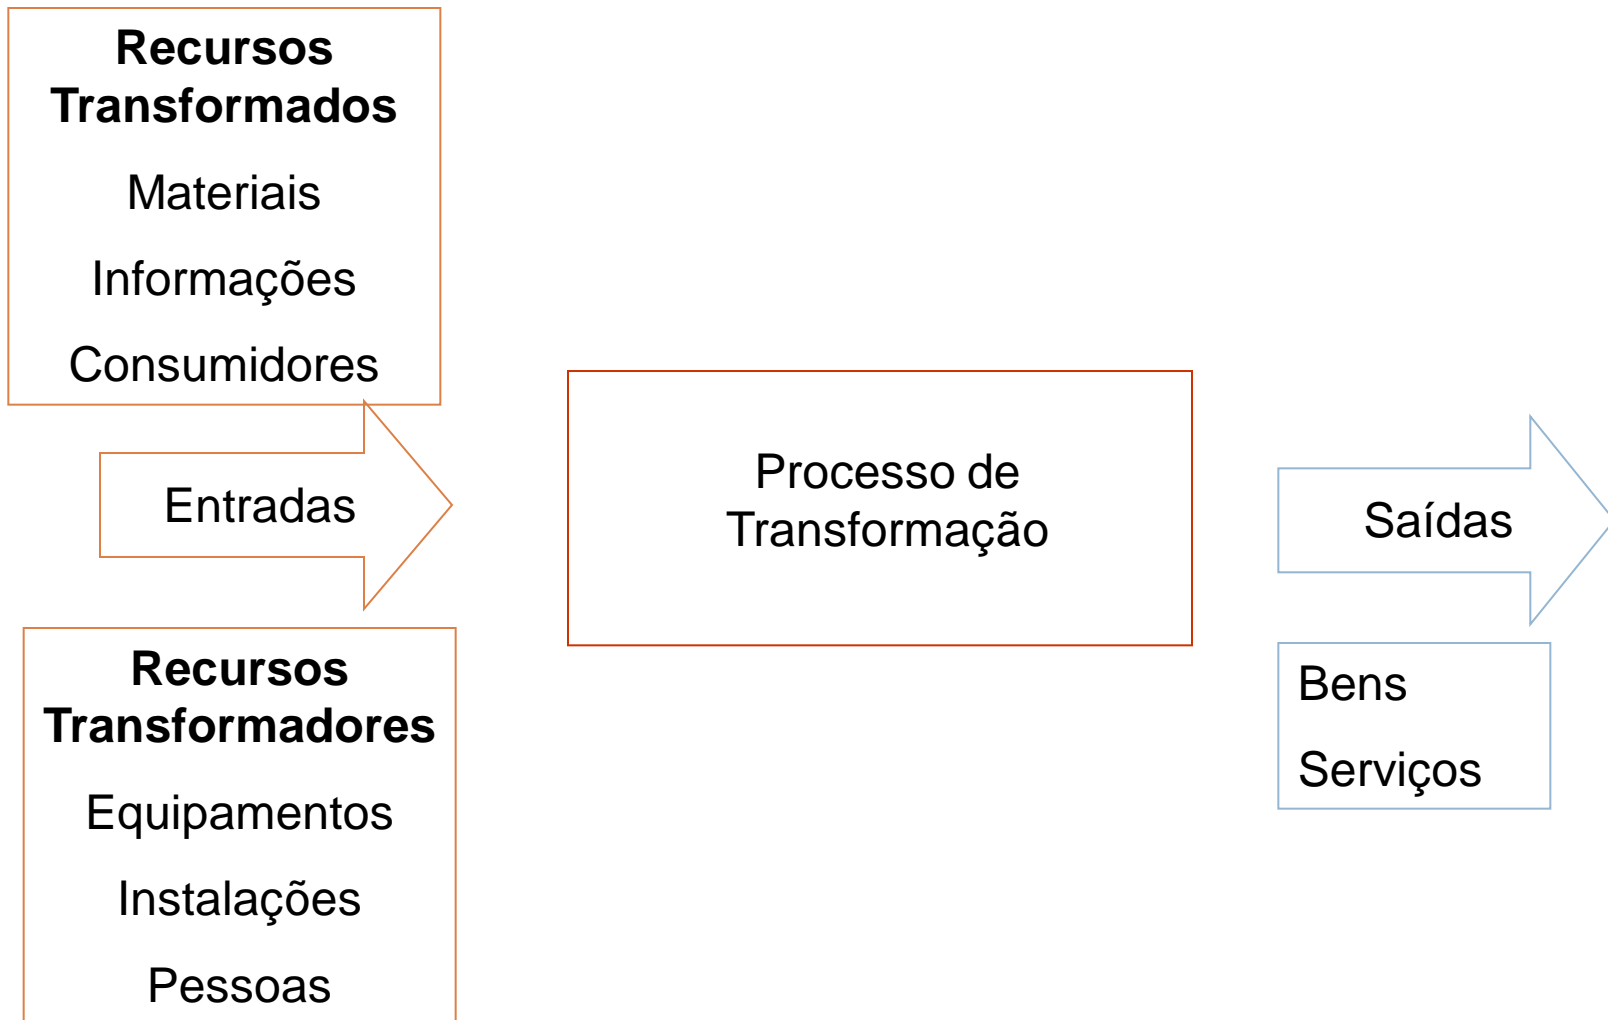 Recursos
Transformados
Materiais
Informações
Consumidores
Entradas
Recursos
Transformadores
Equipamentos
Instalações
Pessoas
Processo de
Transformação
Saídas
Bens
Serviços